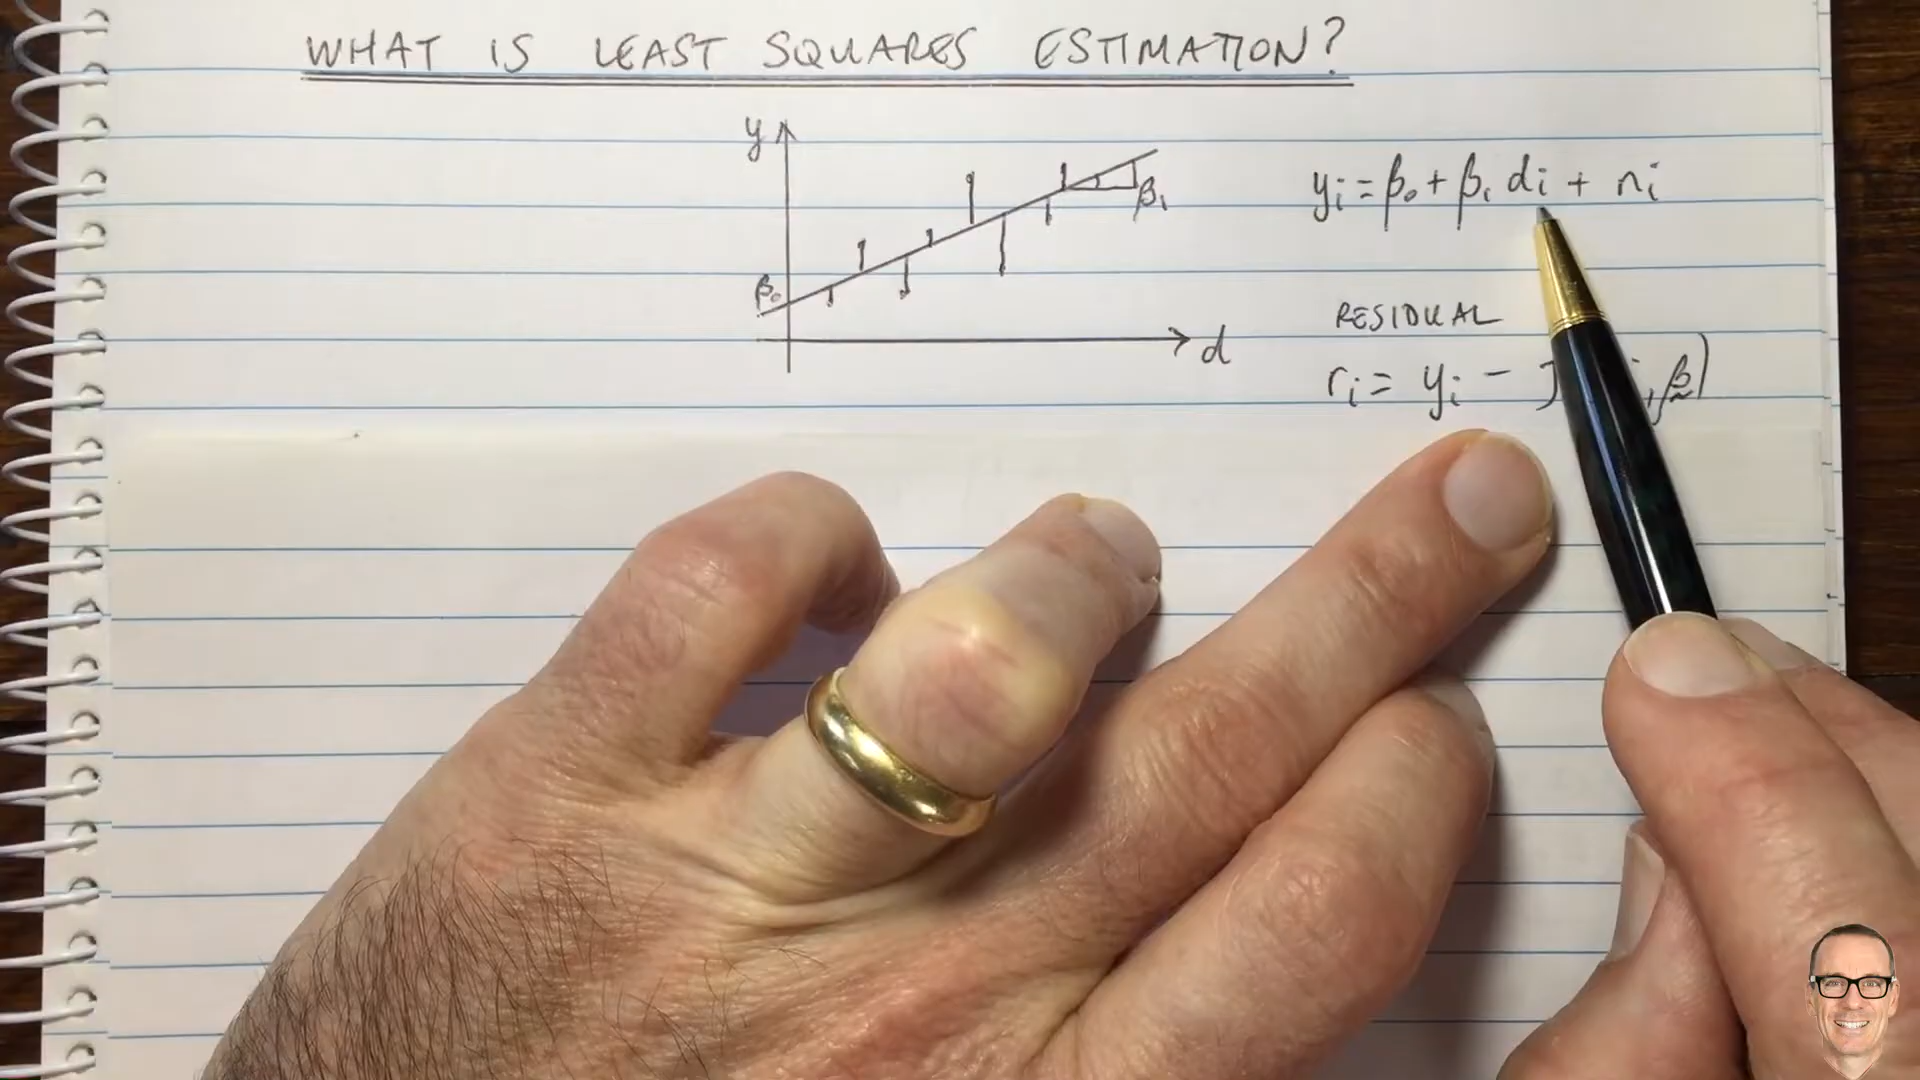 WHAT IS LEAST SQUARES ESTIMATION?
y
β₁
β₀
d
yᵢ = β₀ + β₁ dᵢ + nᵢ
RESIDUAL
rᵢ = yᵢ − , β)